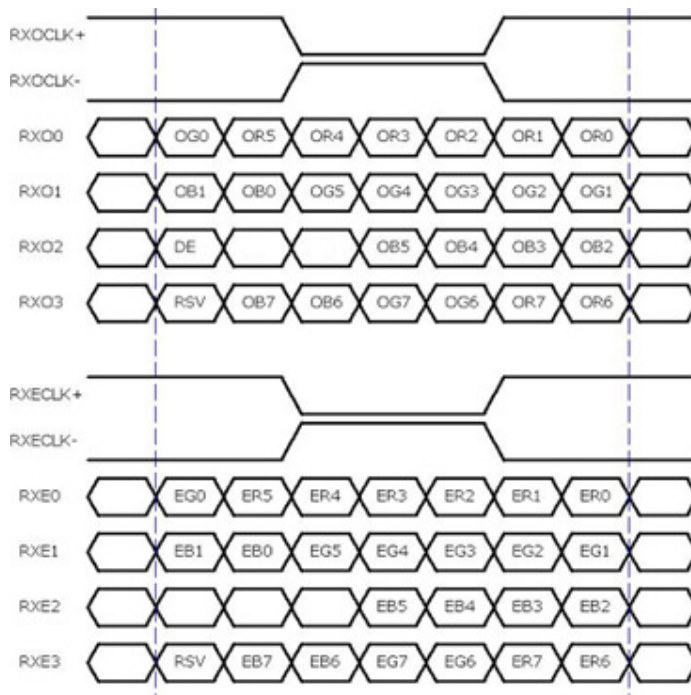 RXOCLK+
RXOCLK-
RXO0 OG0 OR5 OR4 OR3 OR2 OR1 OR0
RXO1 OB1 OB0 OG5 OG4 OG3 OG2 OG1
RXO2 DE OB5 OB4 OB3 OB2
RXO3 RSV OB7 OB6 OG7 OG6 OR7 OR6
RXECLK+
RXECLK-
RXE0 EG0 ER5 ER4 ER3 ER2 ER1 ER0
RXE1 EB1 EB0 EG5 EG4 EG3 EG2 EG1
RXE2 EB5 EB4 EB3 EB2
RXE3 RSV EB7 EB6 EG7 EG6 ER7 ER6